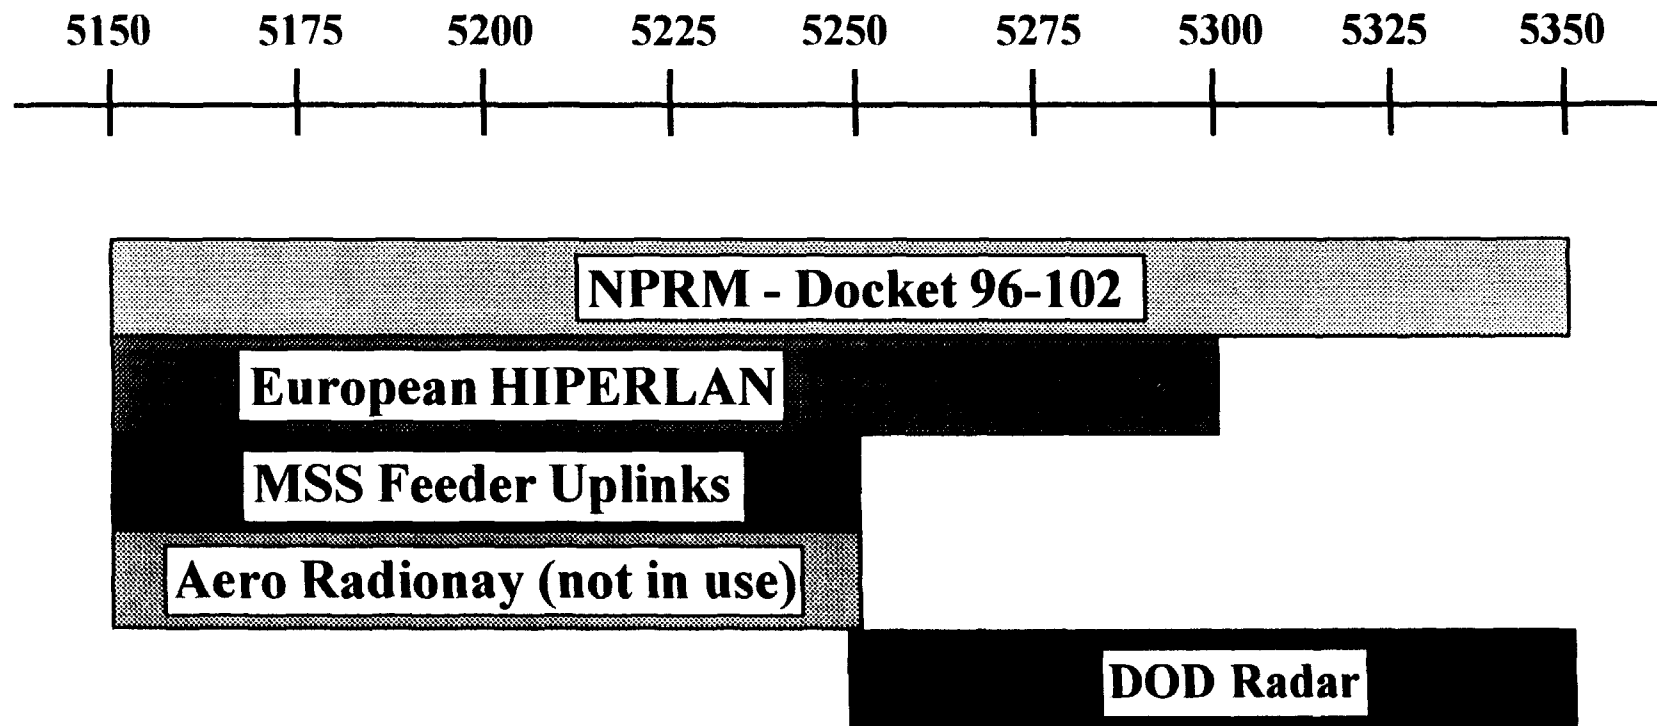 5150 5175 5200 5225 5250 5275 5300 5325 5350
NPRM - Docket 96-102
European HIPERLAN
MSS Feeder Uplinks
Aero Radionay (not in use)
DOD Radar